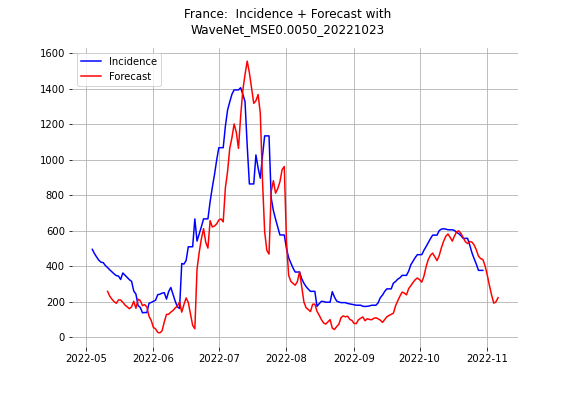 France:  Incidence + Forecast with
WaveNet_MSE0.0050_20221023
Incidence
Forecast
1600
1400
1200
1000
800
600
400
200
0
2022-05 2022-06 2022-07 2022-08 2022-09 2022-10 2022-11